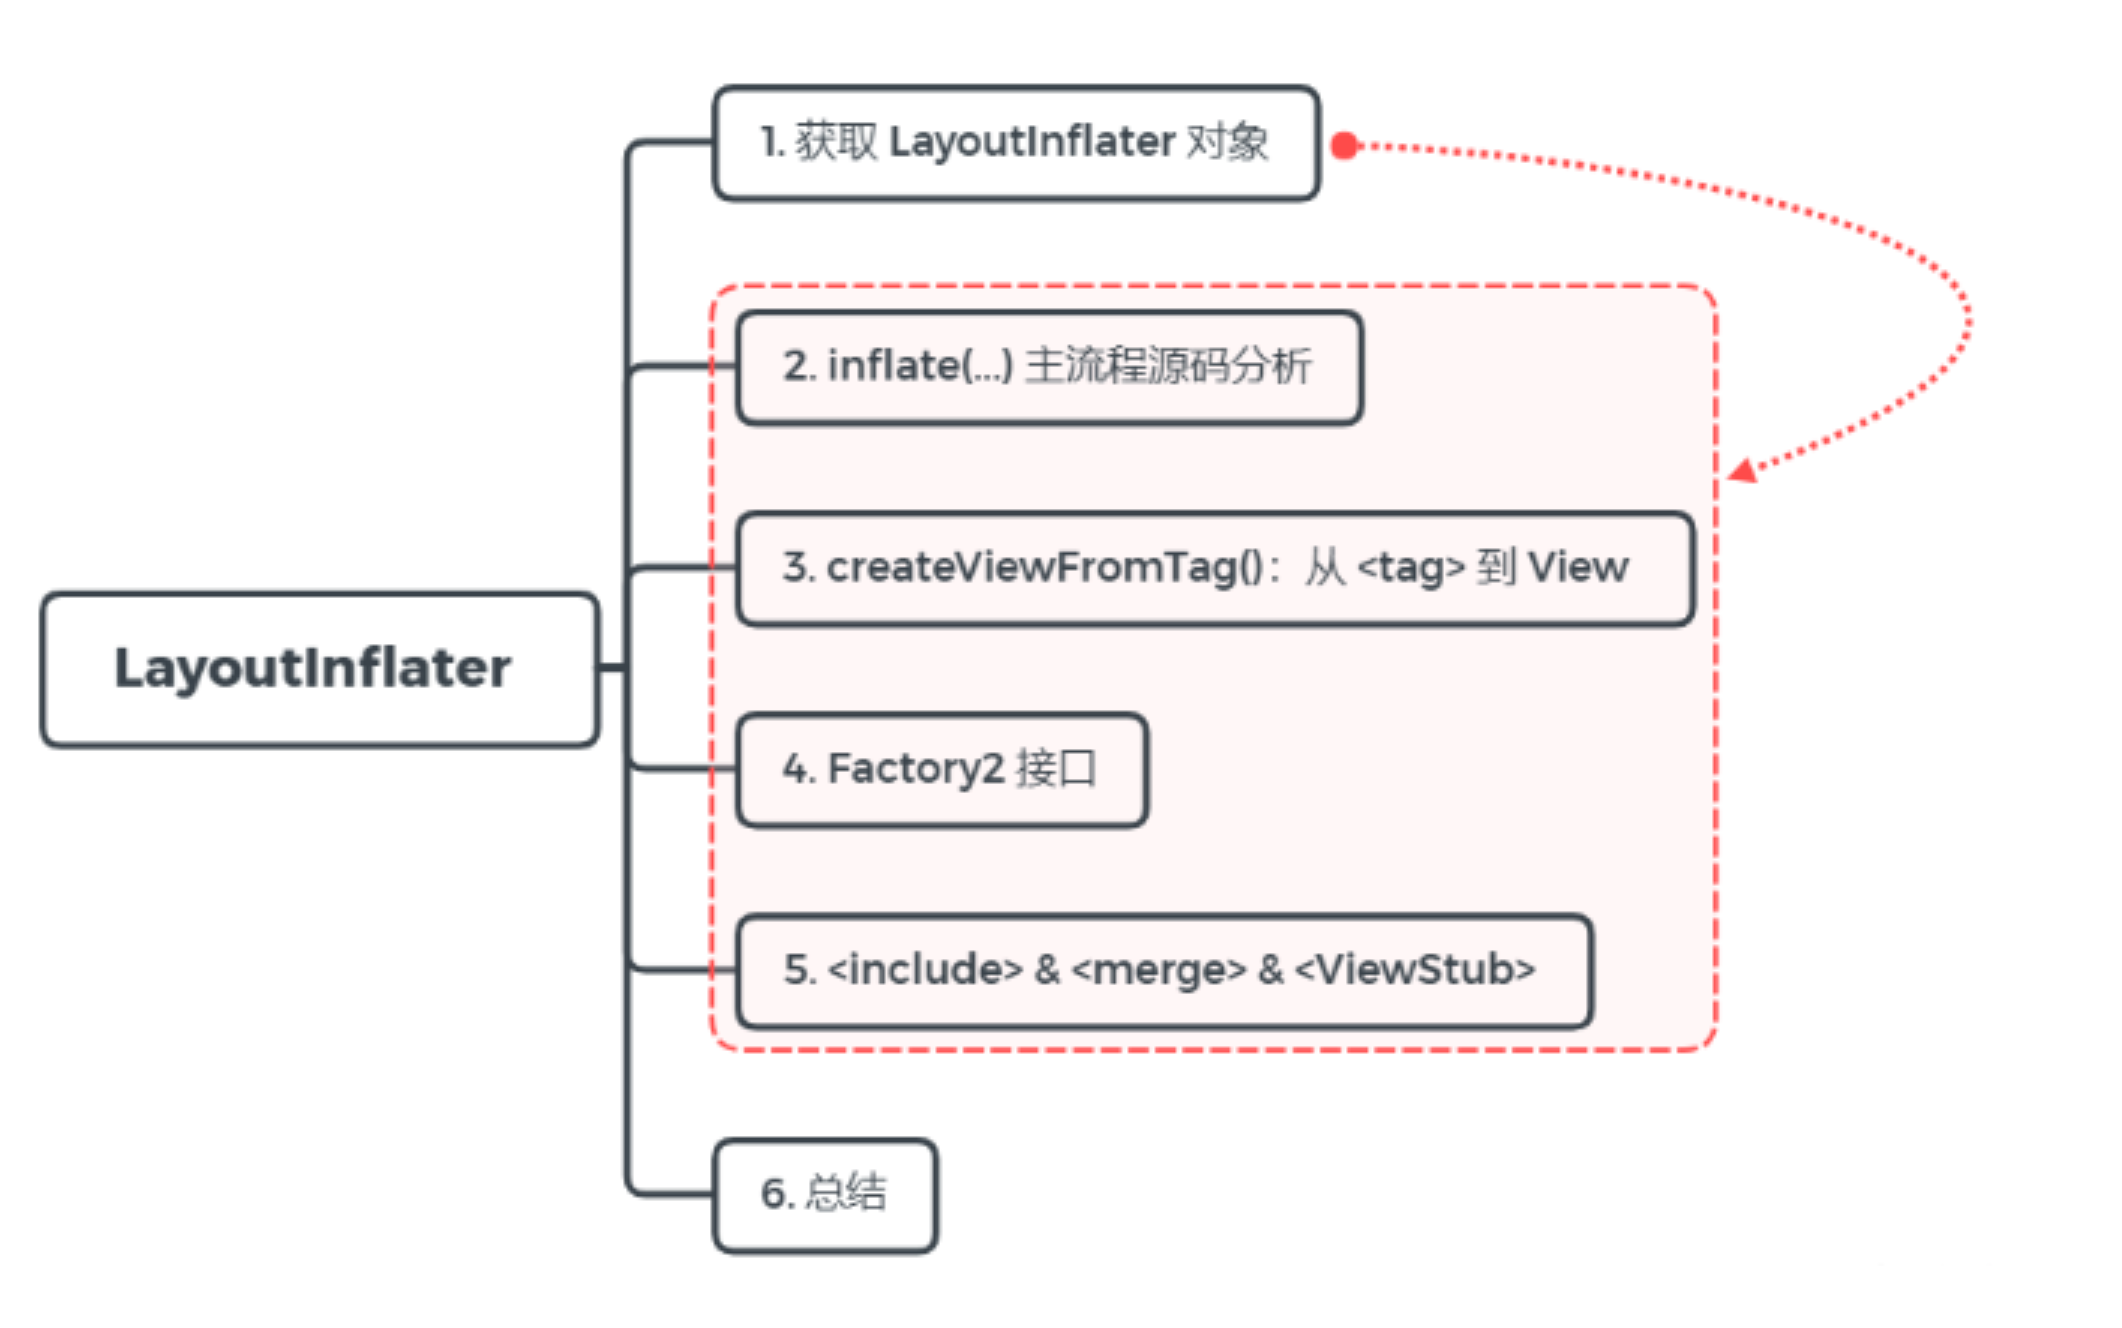 1. 获取 LayoutInflater 对象
2. inflate(...) 主流程源码分析
3. createViewFromTag()：从 <tag> 到 View
LayoutInflater
4. Factory2 接口
5. <include> & <merge> & <ViewStub>
6. 总结